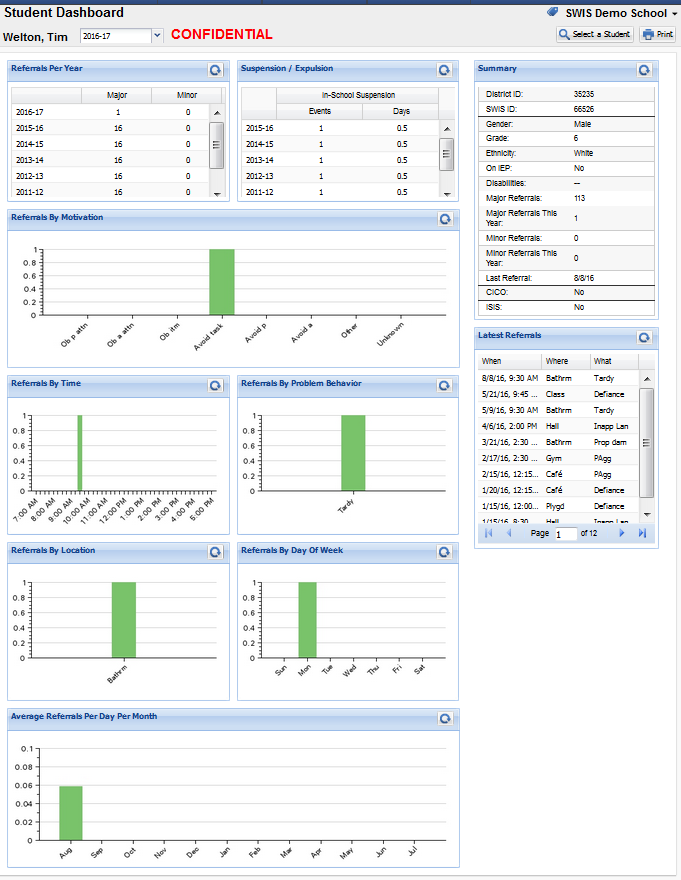 Student Dashboard
SWIS Demo School
Welton, Tim
2016-17
CONFIDENTIAL
Select a Student
Print
Referrals Per Year
Major Minor
2016-17 1 0
2015-16 16 0
2014-15 16 0
2013-14 16 0
2012-13 16 0
2011-12 16 0
Suspension / Expulsion
In-School Suspension
Events Days
2015-16 1 0.5
2014-15 1 0.5
2013-14 1 0.5
2012-13 1 0.5
2011-12 1 0.5
Summary
District ID: 35235
SWIS ID: 66526
Gender: Male
Grade: 6
Ethnicity: White
On IEP: No
Disabilities: --
Major Referrals: 113
Major Referrals This
Year: 1
Minor Referrals: 0
Minor Referrals This
Year: 0
Last Referral: 8/8/16
CICO: No
ISIS: No
Referrals By Motivation
1
0.8
0.6
0.4
0.2
0
Ob p attn
Ob a attn
Ob itm
Avoid task
Avoid p
Avoid a
Other
Unknown
Latest Referrals
When Where What
8/8/16, 9:30 AM Bathrm Tardy
5/21/16, 9:45 ... Class Defiance
5/9/16, 9:30 AM Bathrm Tardy
4/6/16, 2:00 PM Hall Inapp Lan
3/21/16, 2:30 ... Bathrm Prop dam
2/17/16, 2:30 ... Gym PAgg
2/15/16, 12:15... Café PAgg
1/20/16, 12:15... Café Defiance
1/15/16, 12:00... Plygd Defiance
1/15/16, 8:30 Hall Inapp Lan
Page 1 of 12
Referrals By Time
1
0.8
0.6
0.4
0.2
0
7:00 AM
8:00 AM
9:00 AM
10:00 AM
11:00 AM
12:00 PM
1:00 PM
2:00 PM
3:00 PM
4:00 PM
5:00 PM
Referrals By Problem Behavior
1
0.8
0.6
0.4
0.2
0
Tardy
Referrals By Location
1
0.8
0.6
0.4
0.2
0
Bathrm
Referrals By Day Of Week
1
0.8
0.6
0.4
0.2
0
Sun
Mon
Tue
Wed
Thu
Fri
Sat
Average Referrals Per Day Per Month
0.1
0.08
0.06
0.04
0.02
0
Aug
Sep
Oct
Nov
Dec
Jan
Feb
Mar
Apr
May
Jun
Jul